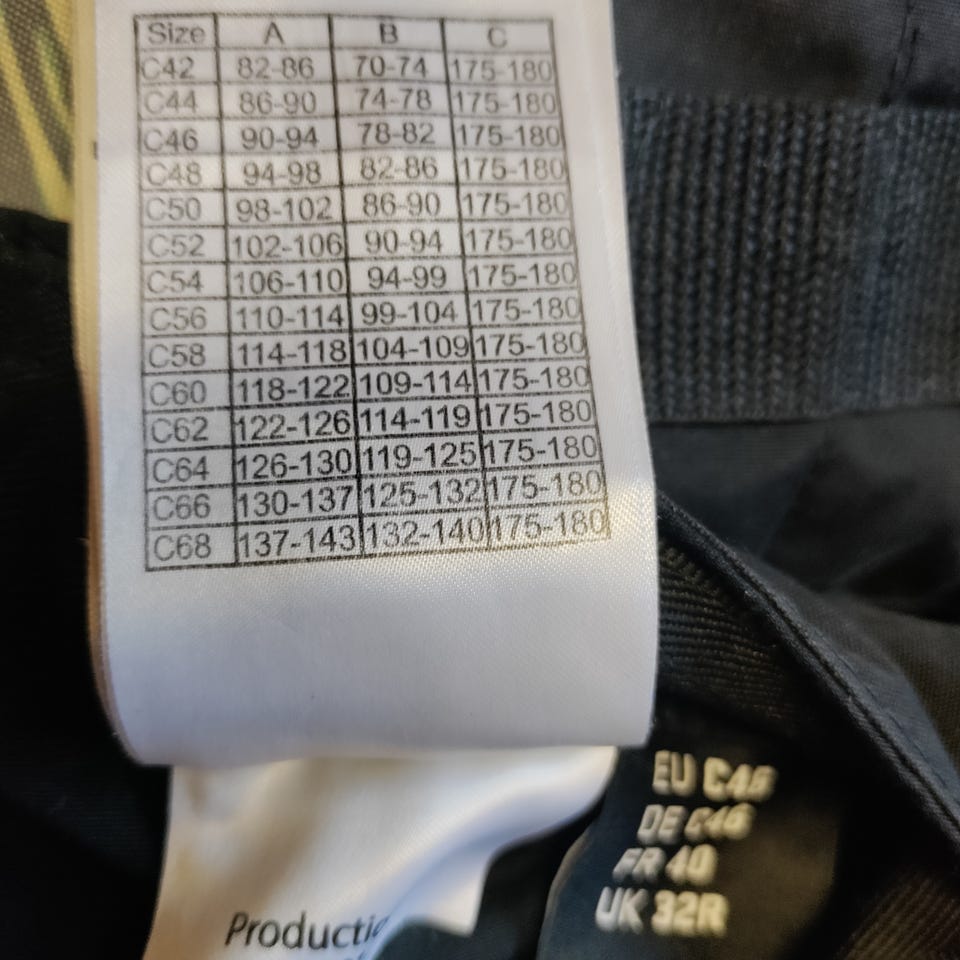 Size A B C
C42 82-86 70-74 175-180
C44 86-90 74-78 175-180
C46 90-94 78-82 175-180
C48 94-98 82-86 175-180
C50 98-102 86-90 175-180
C52 102-106 90-94 175-180
C54 106-110 94-99 175-180
C56 110-114 99-104 175-180
C58 114-118 104-109 175-180
C60 118-122 109-114 175-180
C62 122-126 114-119 175-180
C64 126-130 119-125 175-180
C66 130-137 125-132 175-180
C68 137-143 132-140 175-180
EU C46
DE C46
FR 40
UK 32R